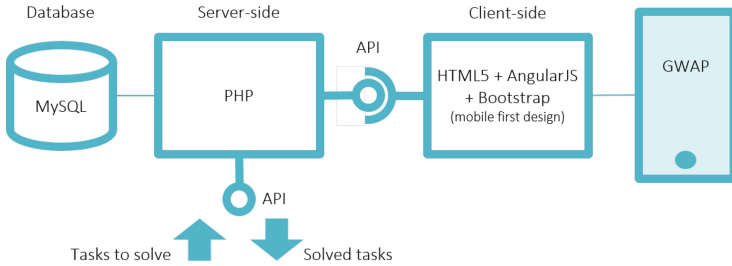 Database
Server-side
Client-side
API
MySQL
PHP
HTML5 + AngularJS
+ Bootstrap
(mobile first design)
GWAP
API
Tasks to solve
Solved tasks